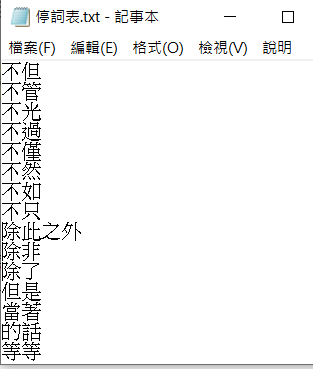 停詞表.txt - 記事本
檔案(F) 編輯(E) 格式(O) 檢視(V) 說明
不但
不管
不光
不過
不僅
不然
不如
不只
除此之外
除非
除了
但是
當著
的話
等等